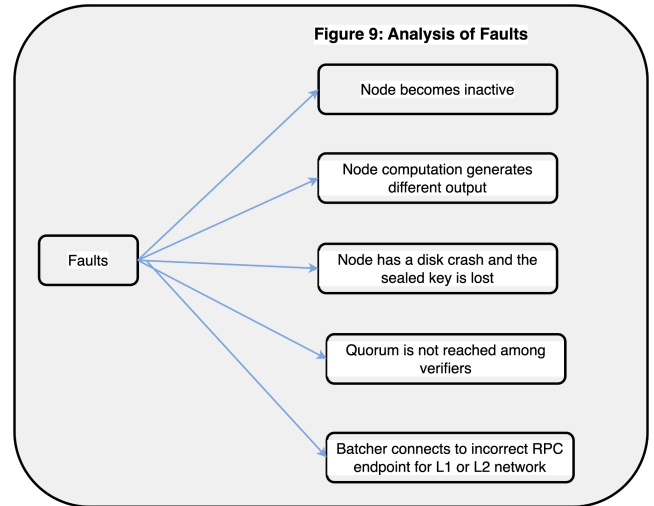 Figure 9: Analysis of Faults
Node becomes inactive
Node computation generates
different output
Faults
Node has a disk crash and the
sealed key is lost
Quorum is not reached among
verifiers
Batcher connects to incorrect RPC
endpoint for L1 or L2 network